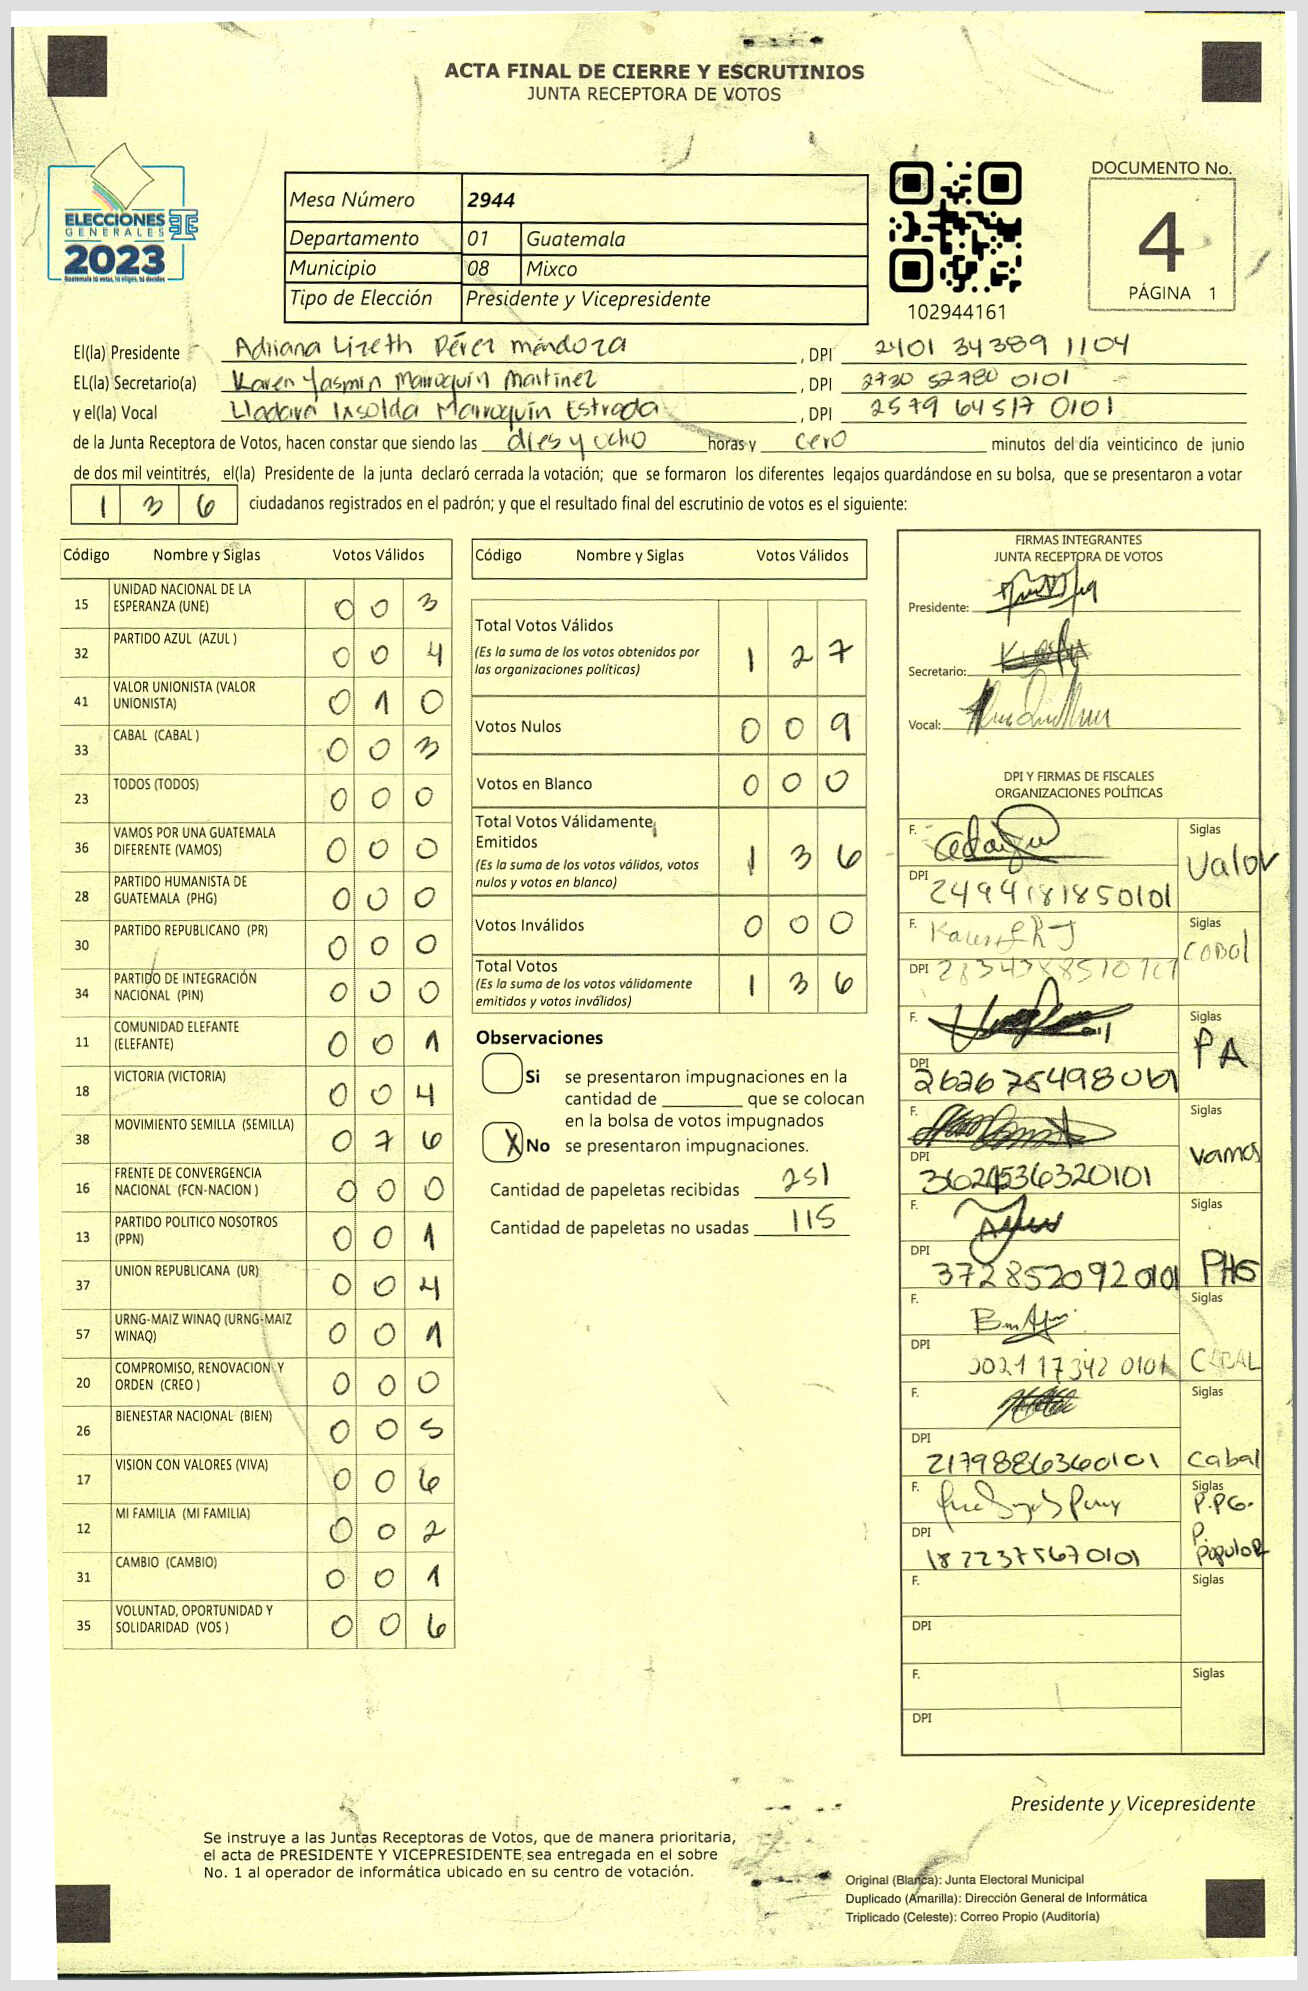 ACTA FINAL DE CIERRE Y ESCRUTINIOS
JUNTA RECEPTORA DE VOTOS
ELECCIONES
GENERALES
2023
Guatemala tú votas, tú eliges, tú decides
Mesa Número 2944
Departamento 01 Guatemala
Municipio 08 Mixco
Tipo de Elección Presidente y Vicepresidente
102944161
DOCUMENTO No.
4
PÁGINA 1
El(la) Presidente Adriana Lizeth Pérez Mendoza , DPI 2401 34389 1104
EL(la) Secretario(a) Karen Yasmin Marroquín Martinez , DPI 2730 52780 0101
y el(la) Vocal Marroquín Estrada , DPI 2579 64517 0101
de la Junta Receptora de Votos, hacen constar que siendo las dies y ocho horas y cero minutos del día veinticinco de junio
de dos mil veintitrés, el(la) Presidente de la junta declaró cerrada la votación; que se formaron los diferentes legajos guardándose en su bolsa, que se presentaron a votar
1 3 6 ciudadanos registrados en el padrón; y que el resultado final del escrutinio de votos es el siguiente:
Código Nombre y Siglas Votos Válidos
15 UNIDAD NACIONAL DE LA ESPERANZA (UNE) 0 0 3
32 PARTIDO AZUL (AZUL ) 0 0 4
41 VALOR UNIONISTA (VALOR UNIONISTA) 0 1 0
33 CABAL (CABAL ) 0 0 3
23 TODOS (TODOS) 0 0 0
36 VAMOS POR UNA GUATEMALA DIFERENTE (VAMOS) 0 0 0
28 PARTIDO HUMANISTA DE GUATEMALA (PHG) 0 0 0
30 PARTIDO REPUBLICANO (PR) 0 0 0
34 PARTIDO DE INTEGRACIÓN NACIONAL (PIN) 0 0 0
11 COMUNIDAD ELEFANTE (ELEFANTE) 0 0 1
18 VICTORIA (VICTORIA) 0 0 4
38 MOVIMIENTO SEMILLA (SEMILLA) 0 7 6
16 FRENTE DE CONVERGENCIA NACIONAL (FCN-NACION ) 0 0 0
13 PARTIDO POLITICO NOSOTROS (PPN) 0 0 1
37 UNION REPUBLICANA (UR) 0 0 4
57 URNG-MAIZ WINAQ (URNG-MAIZ WINAQ) 0 0 1
20 COMPROMISO, RENOVACION Y ORDEN (CREO ) 0 0 0
26 BIENESTAR NACIONAL (BIEN) 0 0 5
17 VISION CON VALORES (VIVA) 0 0 6
12 MI FAMILIA (MI FAMILIA) 0 0 2
31 CAMBIO (CAMBIO) 0 0 1
35 VOLUNTAD, OPORTUNIDAD Y SOLIDARIDAD (VOS ) 0 0 6
Código Nombre y Siglas Votos Válidos
Total Votos Válidos
(Es la suma de los votos obtenidos por
las organizaciones políticas) 1 2 7
Votos Nulos 0 0 9
Votos en Blanco 0 0 0
Total Votos Válidamente
Emitidos
(Es la suma de los votos válidos, votos
nulos y votos en blanco) 1 3 6
Votos Inválidos 0 0 0
Total Votos
(Es la suma de los votos válidamente
emitidos y votos inválidos) 1 3 6
Observaciones
Si se presentaron impugnaciones en la
cantidad de ________ que se colocan
en la bolsa de votos impugnados
X No se presentaron impugnaciones.
Cantidad de papeletas recibidas 251
Cantidad de papeletas no usadas 115
FIRMAS INTEGRANTES
JUNTA RECEPTORA DE VOTOS
Presidente:
Secretario:
Vocal:
DPI Y FIRMAS DE FISCALES
ORGANIZACIONES POLÍTICAS
F. Siglas Valor
DPI 2494181850101
F. Siglas CABAL
DPI
F. Siglas PA
DPI
F. Siglas Vamos
DPI
F. Siglas PHG
DPI 3728520920101
F. Siglas CABAL
DPI
F. Siglas Cabal
DPI 2179886360101
F. Siglas P.PG.
P.
Popular
DPI 1822375670101
F. Siglas
DPI
F. Siglas
DPI
Presidente y Vicepresidente
Se instruye a las Juntas Receptoras de Votos, que de manera prioritaria,
el acta de PRESIDENTE Y VICEPRESIDENTE sea entregada en el sobre
No. 1 al operador de informática ubicado en su centro de votación.
Original (Blanca): Junta Electoral Municipal
Duplicado (Amarilla): Dirección General de Informática
Triplicado (Celeste): Correo Propio (Auditoría)